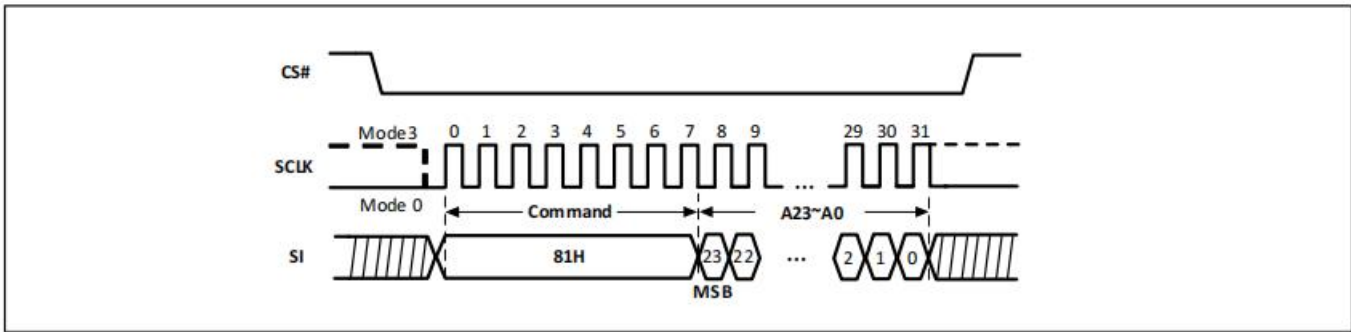 CS#
Mode3 0 1 2 3 4 5 6 7 8 9 29 30 31
SCLK ...
Mode 0 Command A23~A0
SI 81H 23 22 ... 2 1 0
MSB